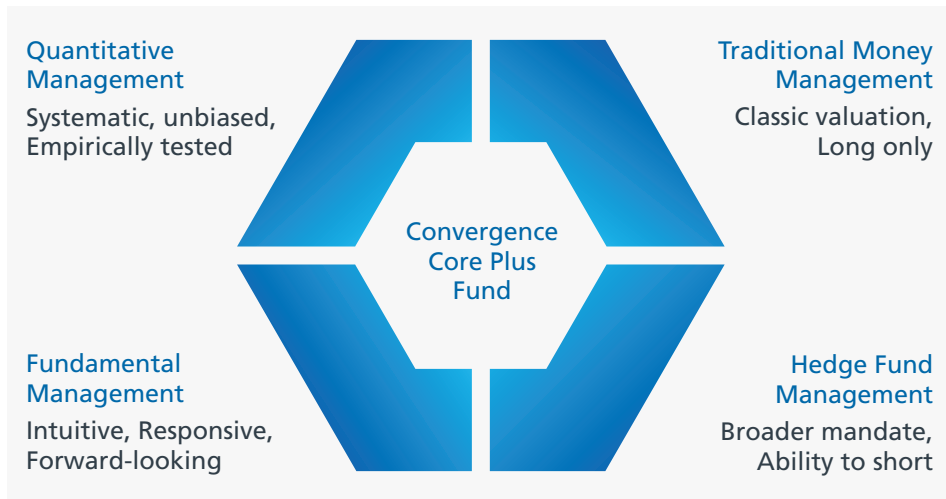 Quantitative
Management
Systematic, unbiased,
Empirically tested
Traditional Money
Management
Classic valuation,
Long only
Convergence
Core Plus
Fund
Fundamental
Management
Intuitive, Responsive,
Forward-looking
Hedge Fund
Management
Broader mandate,
Ability to short